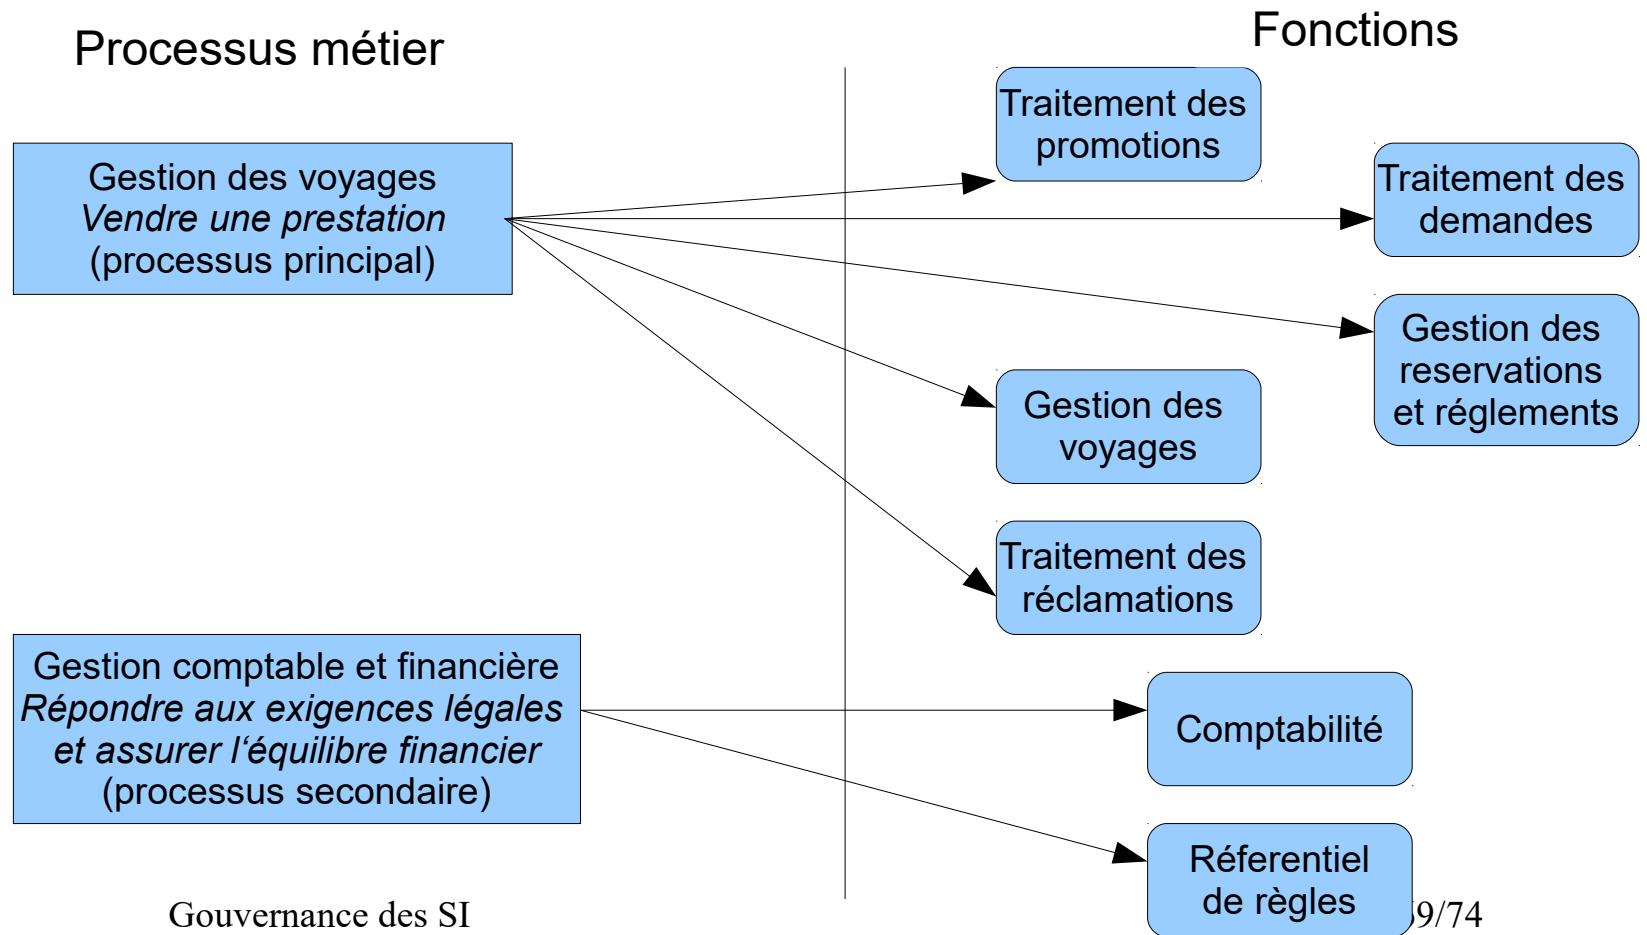 Processus métier
Fonctions
Gestion des voyages
Vendre une prestation
(processus principal)
Traitement des
promotions
Traitement des
demandes
Gestion des
reservations
et réglements
Gestion des
voyages
Traitement des
réclamations
Gestion comptable et financière
Répondre aux exigences légales
et assurer l‘équilibre financier
(processus secondaire)
Comptabilité
Réferentiel
de règles
Gouvernance des SI
9/74